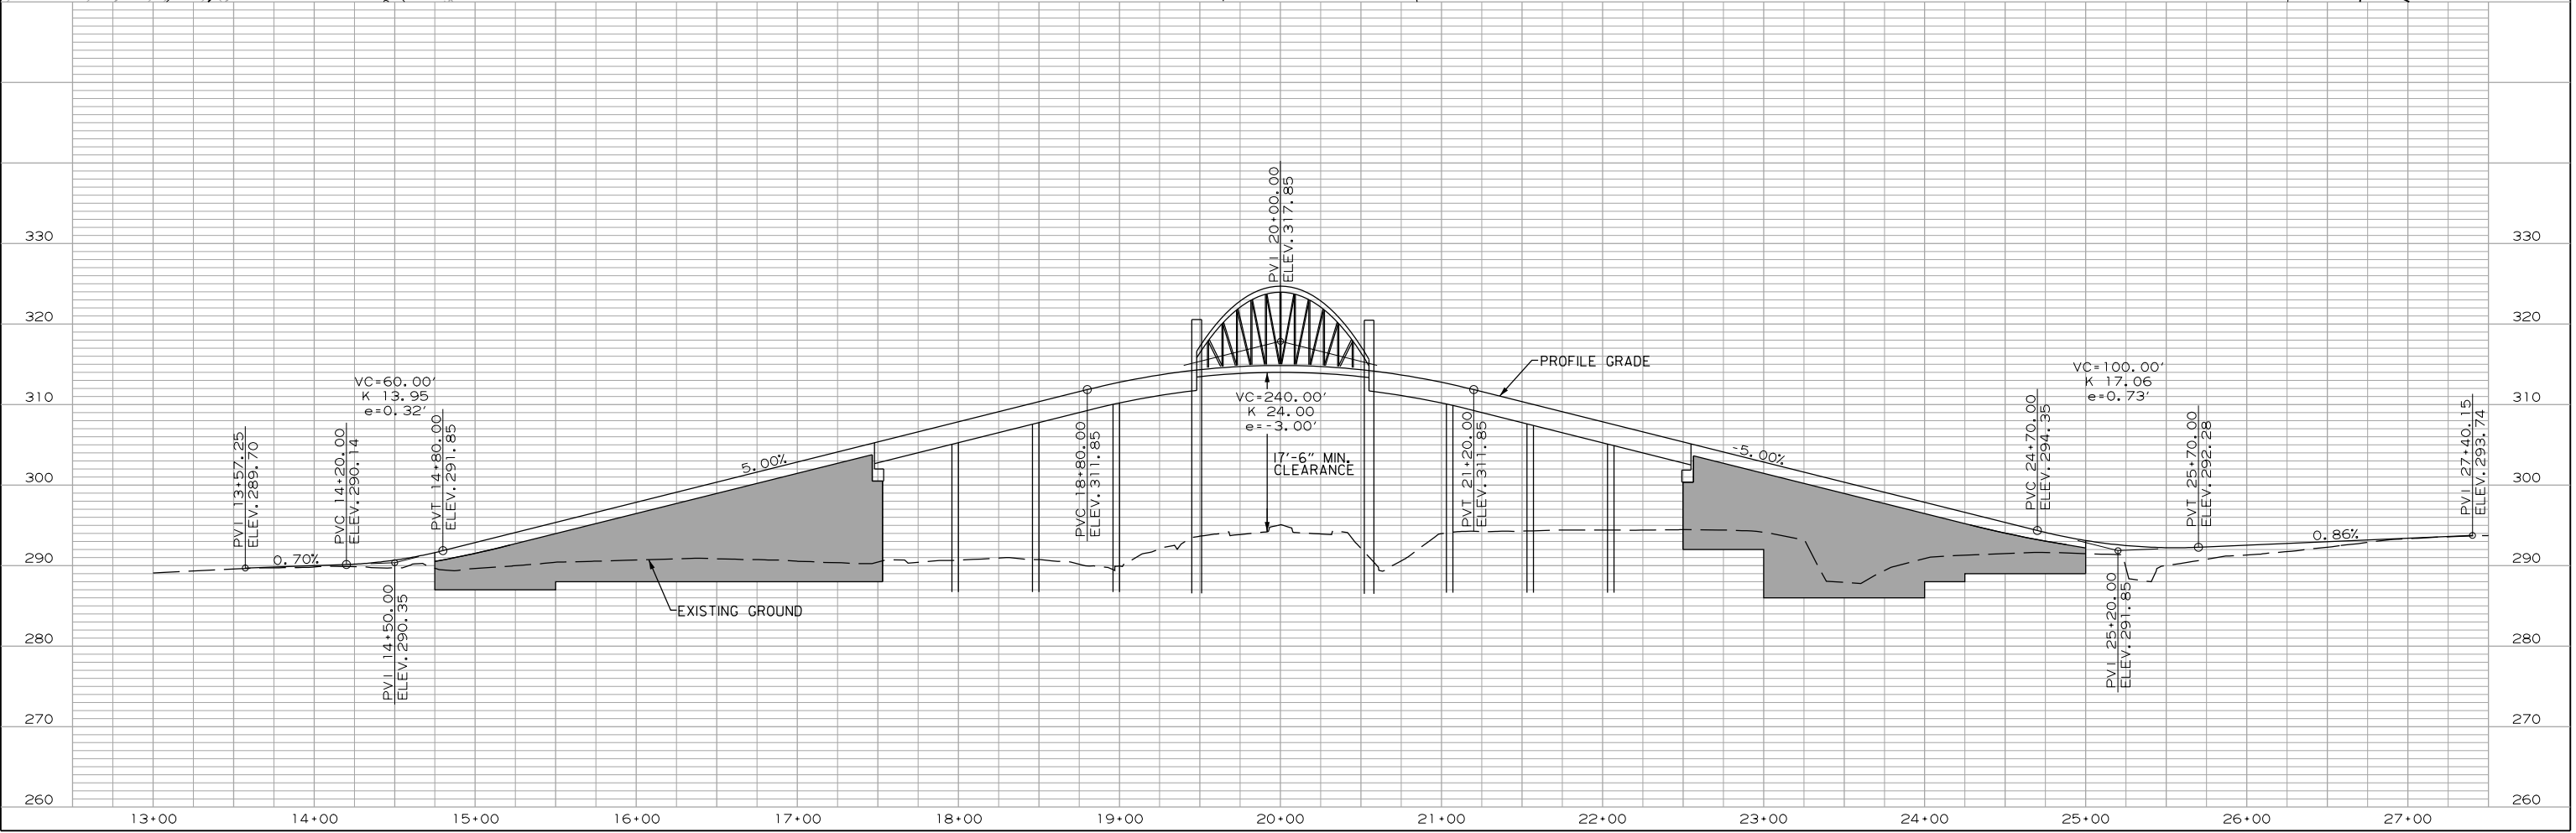 330
320
310
300
290
280
270
260
PVI 13+57.25
ELEV. 289.70
0.70%
PVC 14+20.00
ELEV. 290.14
VC=60.00'
K 13.95
e=0.32'
PVT 14+80.00
ELEV. 291.85
PVI 14+50.00
ELEV. 290.35
EXISTING GROUND
5.00%
PVC 18+80.00
ELEV. 311.85
PVI 20+00.00
ELEV. 317.85
VC=240.00'
K 24.00
e=-3.00'
17'-6" MIN.
CLEARANCE
PVT 21+20.00
ELEV. 311.85
PROFILE GRADE
-5.00%
PVC 24+70.00
ELEV. 294.35
VC=100.00'
K 17.06
e=0.73'
PVI 25+20.00
ELEV. 291.85
PVT 25+70.00
ELEV. 292.28
0.86%
PVI 27+40.15
ELEV. 293.74
330
320
310
300
290
280
270
260
13+00 14+00 15+00 16+00 17+00 18+00 19+00 20+00 21+00 22+00 23+00 24+00 25+00 26+00 27+00